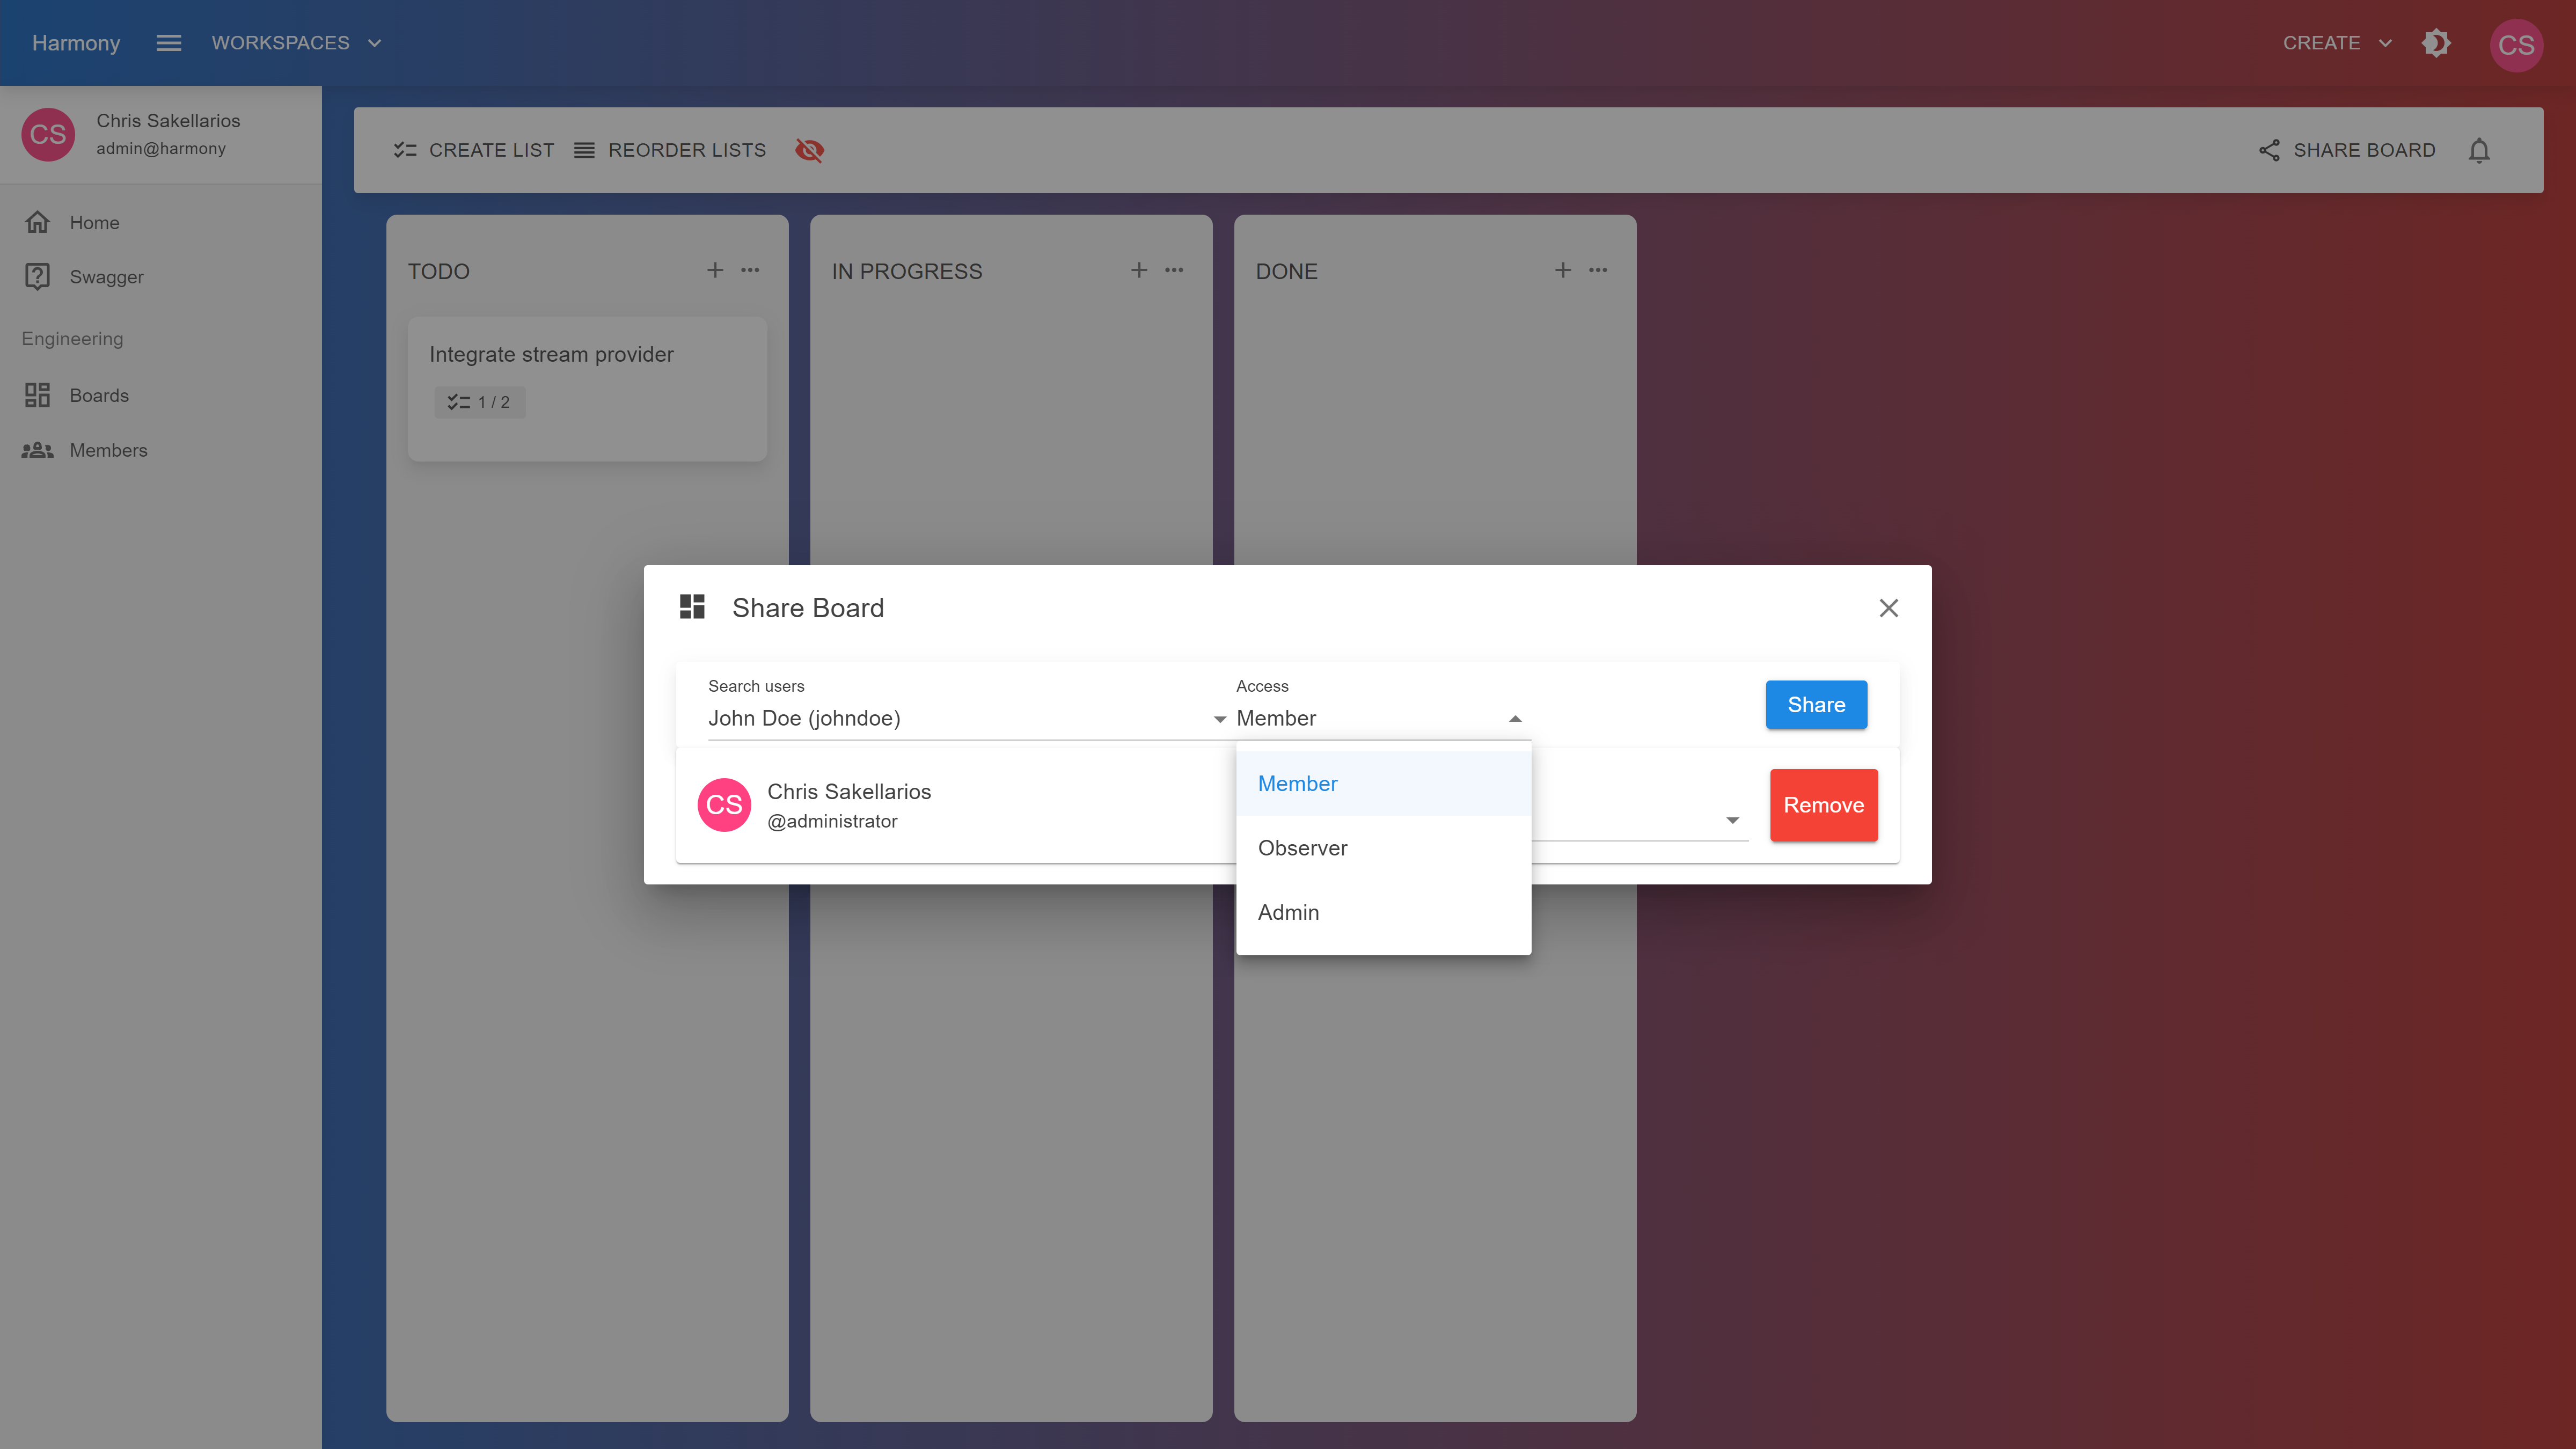 Harmony
WORKSPACES
CREATE
CS
CS
Chris Sakellarios
admin@harmony
Home
Swagger
Engineering
Boards
Members
CREATE LIST
REORDER LISTS
SHARE BOARD
TODO
IN PROGRESS
DONE
Integrate stream provider
1 / 2
Share Board
Search users
John Doe (johndoe)
Access
Member
Share
CS
Chris Sakellarios
@administrator
Remove
Member
Observer
Admin